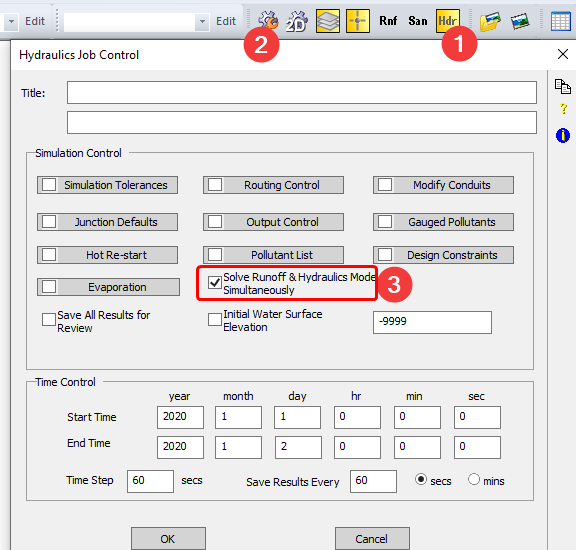 Edit Edit 2D Rnf San Hdr
2 1
Hydraulics Job Control
Title:
Simulation Control
Simulation Tolerances Routing Control Modify Conduits
Junction Defaults Output Control Gauged Pollutants
Hot Re-start Pollutant List Design Constraints
Evaporation Solve Runoff & Hydraulics Mode 3
Simultaneously
Save All Results for Initial Water Surface
Review Elevation -9999
Time Control
year month day hr min sec
Start Time 2020 1 1 0 0 0
End Time 2020 1 2 0 0 0
Time Step 60 secs Save Results Every 60 secs mins
OK Cancel